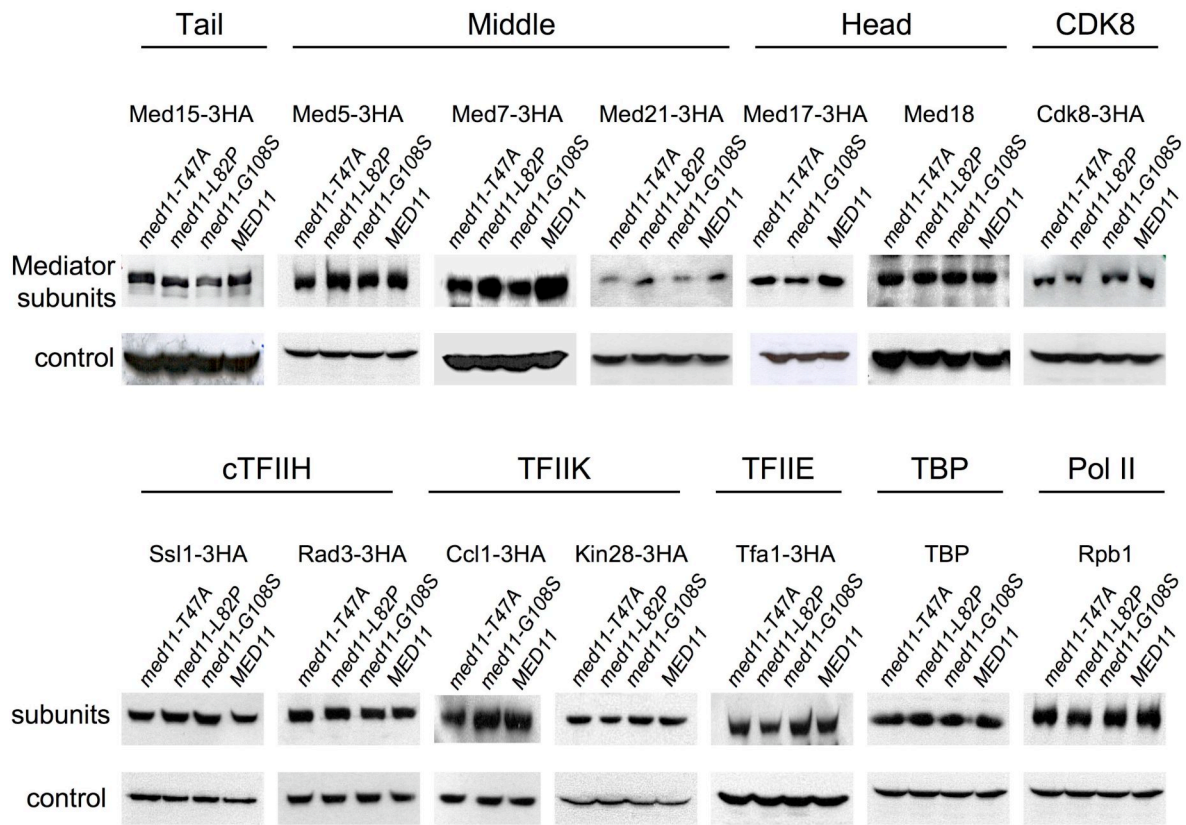 Tail Middle Head CDK8
Med15-3HA Med5-3HA Med7-3HA Med21-3HA Med17-3HA Med18 Cdk8-3HA
med11-T47A med11-L82P med11-G108S MED11 med11-T47A med11-L82P med11-G108S MED11 med11-T47A med11-L82P med11-G108S MED11 med11-T47A med11-L82P med11-G108S MED11 med11-T47A med11-G108S MED11 med11-T47A med11-L82P med11-G108S MED11 med11-T47A med11-L82P med11-G108S MED11
Mediator
subunits
control
cTFIIH TFIIK TFIIE TBP Pol II
Ssl1-3HA Rad3-3HA Ccl1-3HA Kin28-3HA Tfa1-3HA TBP Rpb1
med11-T47A med11-L82P med11-G108S MED11 med11-T47A med11-L82P med11-G108S MED11 med11-T47A med11-G108S MED11 med11-T47A med11-L82P med11-G108S MED11 med11-T47A med11-L82P med11-G108S MED11 med11-T47A med11-L82P med11-G108S MED11 med11-T47A med11-L82P med11-G108S MED11
subunits
control